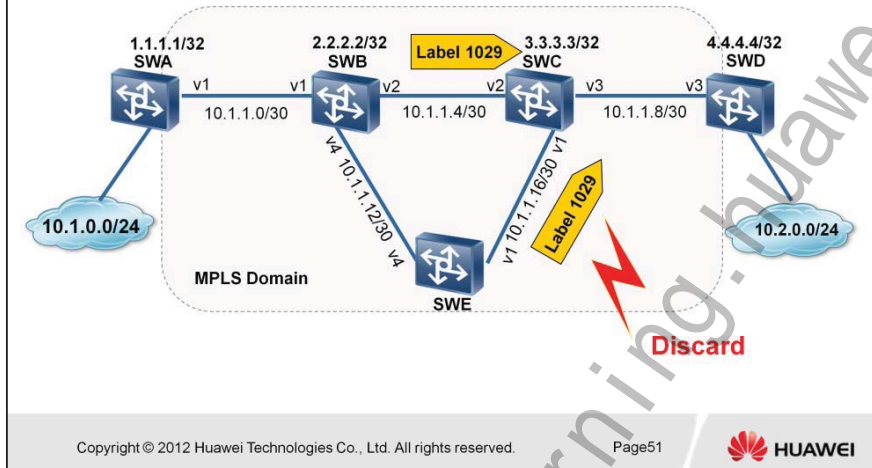 1.1.1.1/32
SWA
2.2.2.2/32
SWB
Label 1029
3.3.3.3/32
SWC
4.4.4.4/32
SWD
v1
v1
v2
v2
v3
v3
10.1.1.0/30
10.1.1.4/30
10.1.1.8/30
v4 10.1.1.12/30 v4
v1 10.1.1.16/30 v1
Label 1029
10.1.0.0/24
10.2.0.0/24
MPLS Domain
SWE
Discard
Copyright © 2012 Huawei Technologies Co., Ltd. All rights reserved.
Page51
HUAWEI
rning.huawe